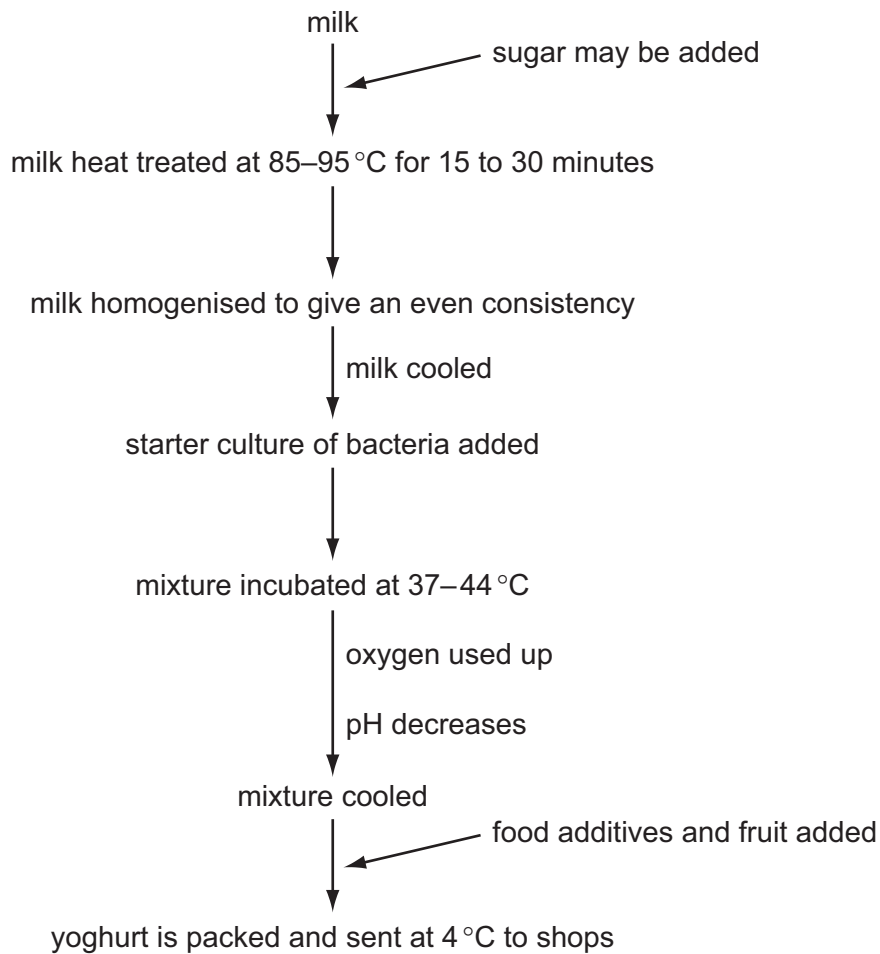 milk
sugar may be added
milk heat treated at 85–95 °C for 15 to 30 minutes
milk homogenised to give an even consistency
milk cooled
starter culture of bacteria added
mixture incubated at 37–44 °C
oxygen used up
pH decreases
mixture cooled
food additives and fruit added
yoghurt is packed and sent at 4 °C to shops